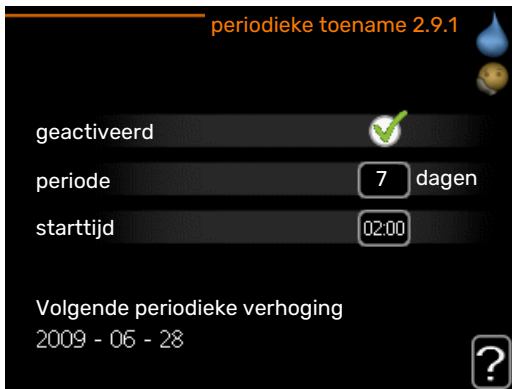 periodieke toename 2.9.1
geactiveerd
periode 7 dagen
starttijd 02:00
Volgende periodieke verhoging
2009 - 06 - 28
?